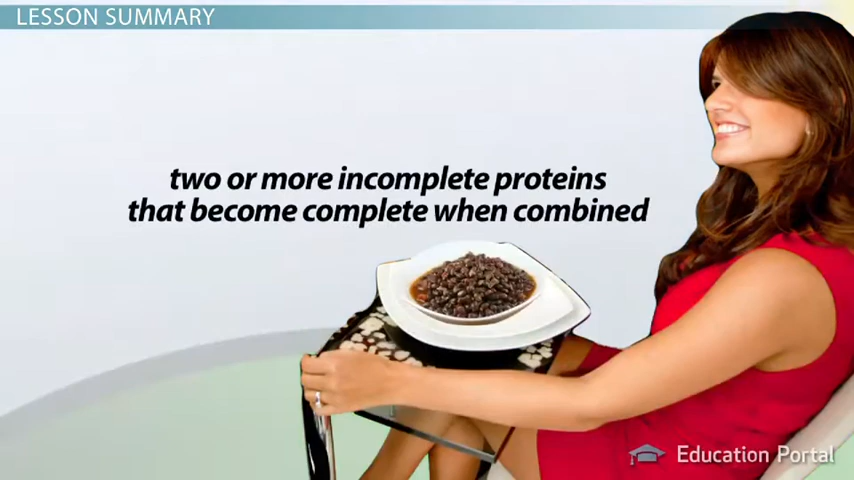 LESSON SUMMARY
two or more incomplete proteins
that become complete when combined
Education Portal